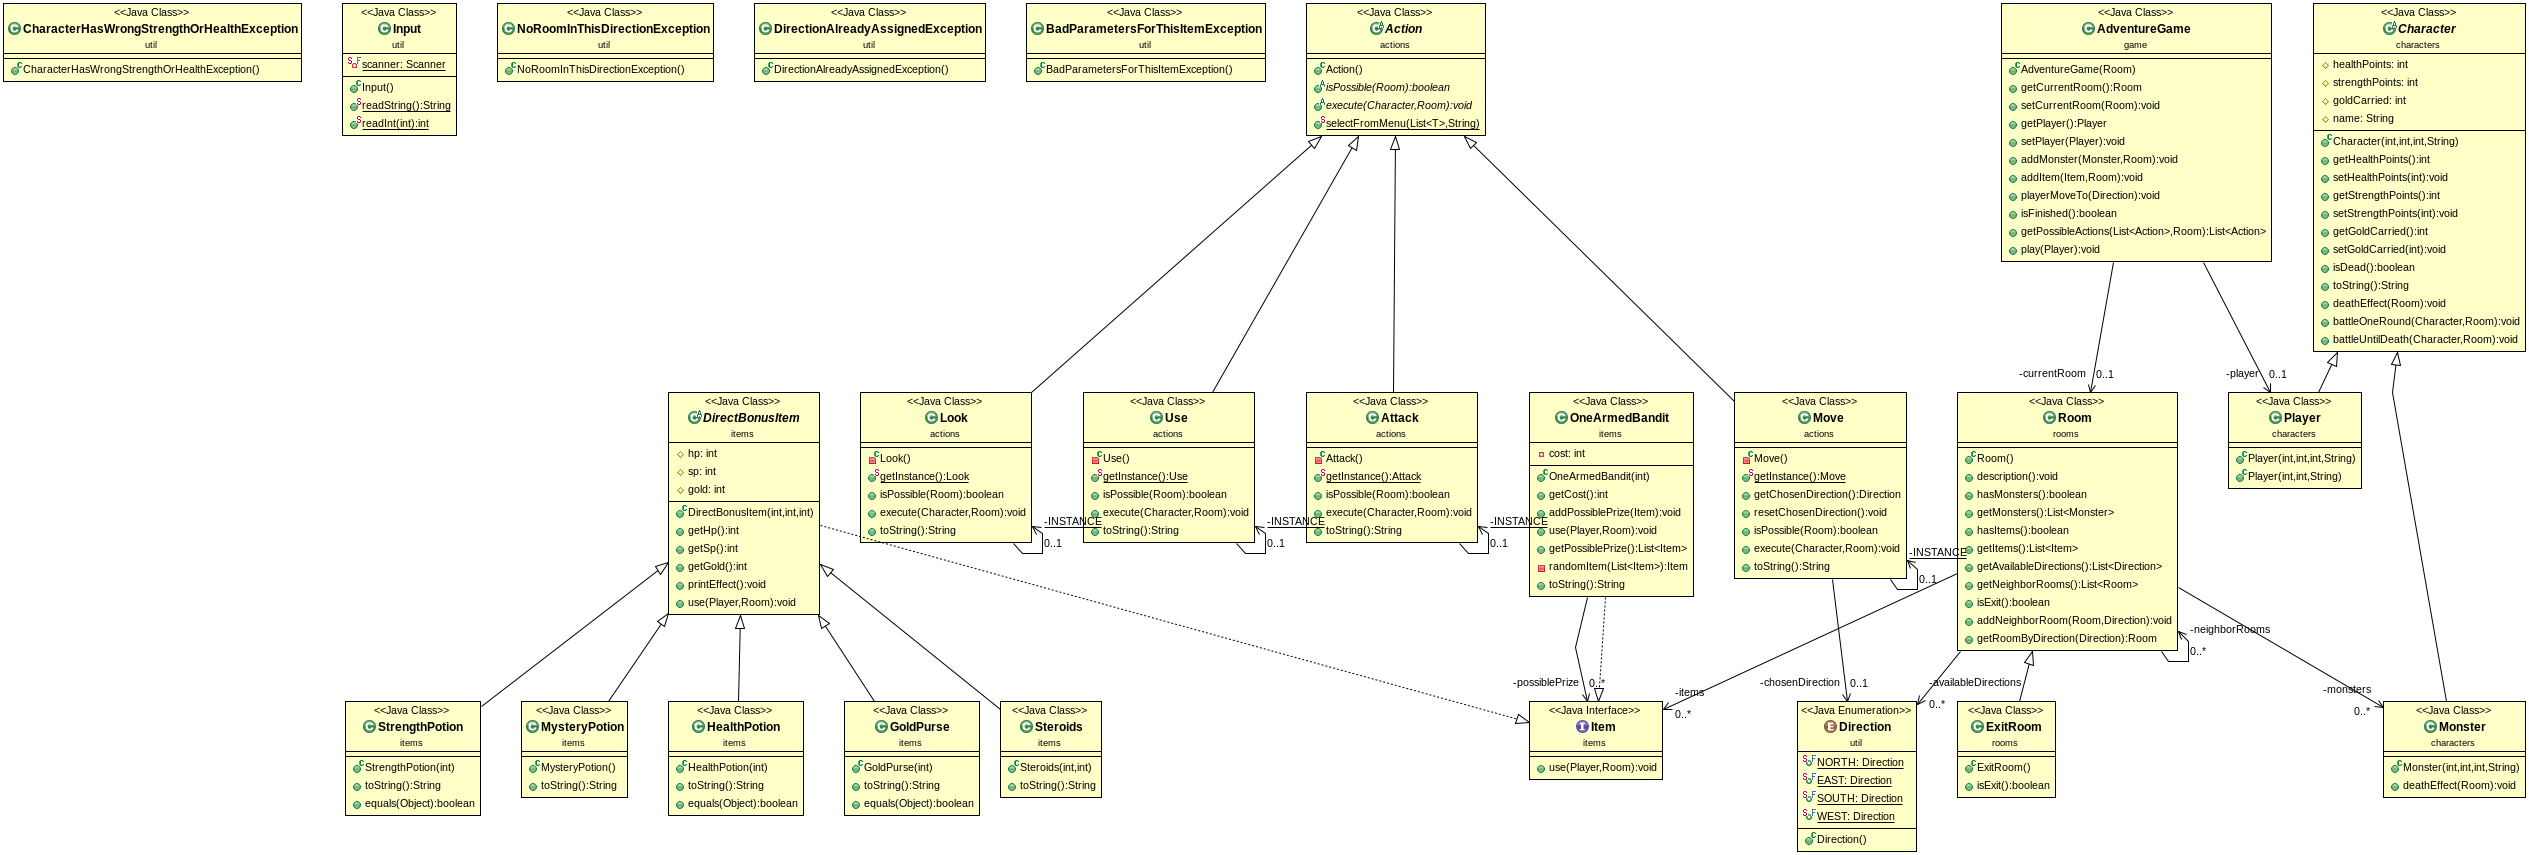 <<Java Class>>
CharacterHasWrongStrengthOrHealthException
util
CharacterHasWrongStrengthOrHealthException()
<<Java Class>>
Input
util
scanner: Scanner
Input()
readString():String
readInt(int):int
<<Java Class>>
NoRoomInThisDirectionException
util
NoRoomInThisDirectionException()
<<Java Class>>
DirectionAlreadyAssignedException
util
DirectionAlreadyAssignedException()
<<Java Class>>
BadParametersForThisItemException
util
BadParametersForThisItemException()
<<Java Class>>
Action
actions
Action()
isPossible(Room):boolean
execute(Character,Room):void
selectFromMenu(List<T>,String)
<<Java Class>>
AdventureGame
game
AdventureGame(Room)
getCurrentRoom():Room
setCurrentRoom(Room):void
getPlayer():Player
setPlayer(Player):void
addMonster(Monster,Room):void
addItem(Item,Room):void
playerMoveTo(Direction):void
isFinished():boolean
getPossibleActions(List<Action>,Room):List<Action>
play(Player):void
<<Java Class>>
Character
characters
healthPoints: int
strengthPoints: int
goldCarried: int
name: String
Character(int,int,int,String)
getHealthPoints():int
setHealthPoints(int):void
getStrengthPoints():int
setStrengthPoints(int):void
getGoldCarried():int
setGoldCarried(int):void
isDead():boolean
toString():String
deathEffect(Room):void
battleOneRound(Character,Room):void
battleUntilDeath(Character,Room):void
-currentRoom 0..1
-player 0..1
<<Java Class>>
DirectBonusItem
items
hp: int
sp: int
gold: int
DirectBonusItem(int,int,int)
getHp():int
getSp():int
getGold():int
printEffect():void
use(Player,Room):void
<<Java Class>>
Look
actions
Look()
getInstance():Look
isPossible(Room):boolean
execute(Character,Room):void
toString():String
-INSTANCE
0..1
<<Java Class>>
Use
actions
Use()
getInstance():Use
isPossible(Room):boolean
execute(Character,Room):void
toString():String
-INSTANCE
0..1
<<Java Class>>
Attack
actions
Attack()
getInstance():Attack
isPossible(Room):boolean
execute(Character,Room):void
toString():String
-INSTANCE
0..1
<<Java Class>>
OneArmedBandit
items
cost: int
OneArmedBandit(int)
getCost():int
addPossiblePrize(Item):void
use(Player,Room):void
getPossiblePrize():List<Item>
randomItem(List<Item>):Item
toString():String
<<Java Class>>
Move
actions
Move()
getInstance():Move
getChosenDirection():Direction
resetChosenDirection():void
isPossible(Room):boolean
execute(Character,Room):void
toString():String
-INSTANCE
0..1
<<Java Class>>
Room
rooms
Room()
description():void
hasMonsters():boolean
getMonsters():List<Monster>
hasItems():boolean
getItems():List<Item>
getAvailableDirections():List<Direction>
getNeighborRooms():List<Room>
isExit():boolean
addNeighborRoom(Room,Direction):void
getRoomByDirection(Direction):Room
-neighborRooms
0..*
<<Java Class>>
Player
characters
Player(int,int,int,String)
Player(int,int,String)
-possiblePrize 0..*
-items
0..*
-chosenDirection 0..1
-availableDirections
0..*
-monsters
0..*
<<Java Class>>
StrengthPotion
items
StrengthPotion(int)
toString():String
equals(Object):boolean
<<Java Class>>
MysteryPotion
items
MysteryPotion()
toString():String
<<Java Class>>
HealthPotion
items
HealthPotion(int)
toString():String
equals(Object):boolean
<<Java Class>>
GoldPurse
items
GoldPurse(int)
toString():String
equals(Object):boolean
<<Java Class>>
Steroids
items
Steroids(int,int)
toString():String
<<Java Interface>>
Item
items
use(Player,Room):void
<<Java Enumeration>>
Direction
util
NORTH: Direction
EAST: Direction
SOUTH: Direction
WEST: Direction
Direction()
<<Java Class>>
ExitRoom
rooms
ExitRoom()
isExit():boolean
<<Java Class>>
Monster
characters
Monster(int,int,int,String)
deathEffect(Room):void